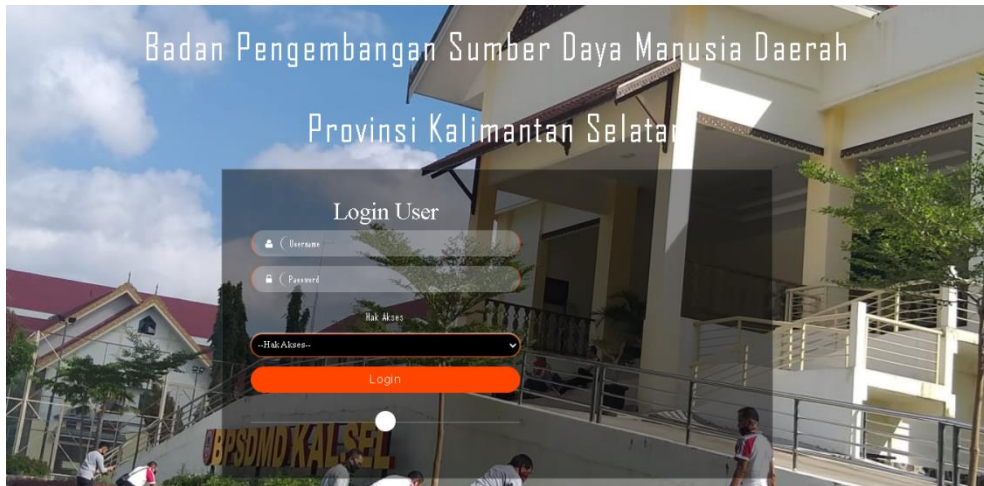 Badan Pengembangan Sumber Daya Manusia Daerah
Provinsi Kalimantan Selatan
Login User
Username
Password
Hak Akses
--Hak Akses--
Login
BPSDMD KALSEL